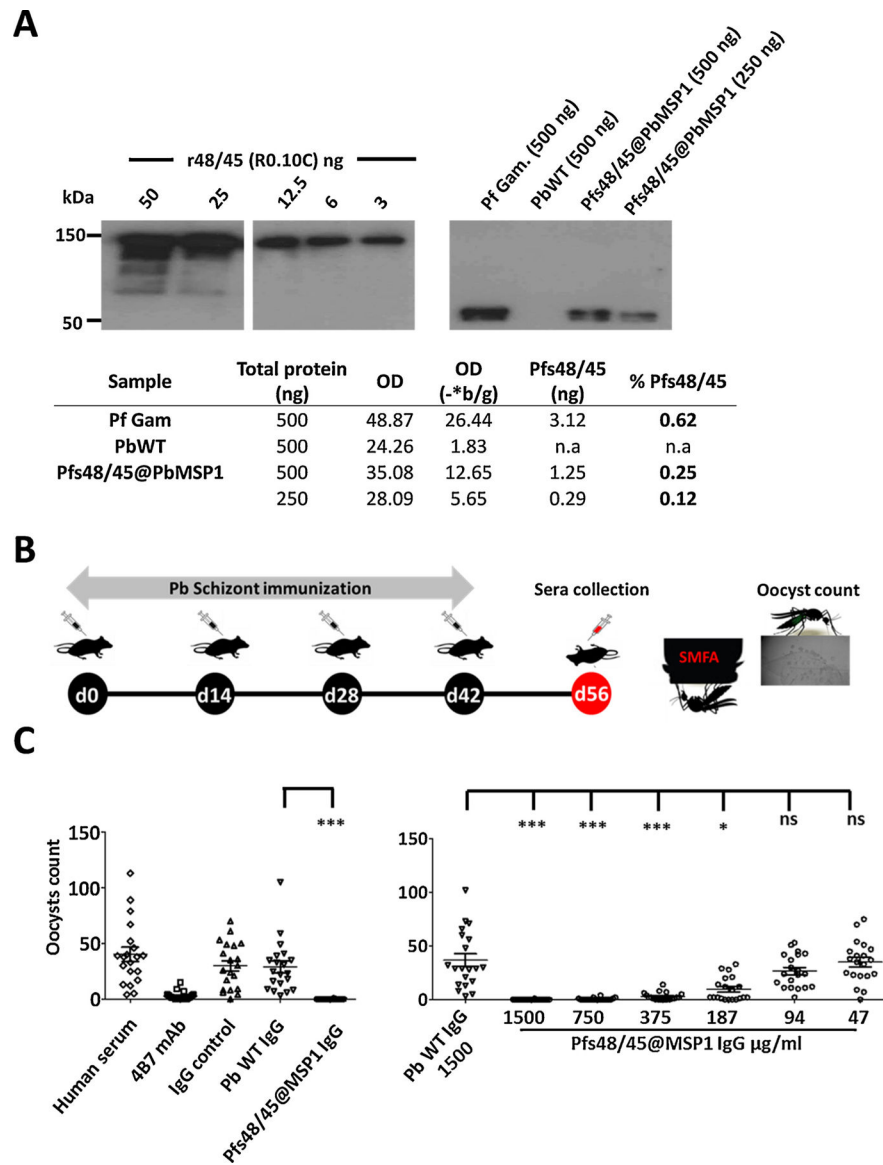 A
r48/45 (R0.10C) ng
kDa
50
25
12.5
6
3
Pf Gam. (500 ng)
PbWT (500 ng)
Pfs48/45@PbMSP1 (500 ng)
Pfs48/45@PbMSP1 (250 ng)
150
50
Sample Total protein (ng) OD OD (-*b/g) Pfs48/45 (ng) % Pfs48/45
Pf Gam 500 48.87 26.44 3.12 0.62
PbWT 500 24.26 1.83 n.a n.a
Pfs48/45@PbMSP1 500 35.08 12.65 1.25 0.25
250 28.09 5.65 0.29 0.12
B
Pb Schizont immunization
Sera collection
Oocyst count
SMFA
d0 d14 d28 d42 d56
C
Oocysts count
150
100
50
0
***
Human serum
4B7 mAb
IgG control
Pb WT IgG
Pfs48/45@MSP1 IgG
150
100
50
0
*** *** *** * ns ns
Pb WT IgG
1500
1500 750 375 187 94 47
Pfs48/45@MSP1 IgG µg/ml